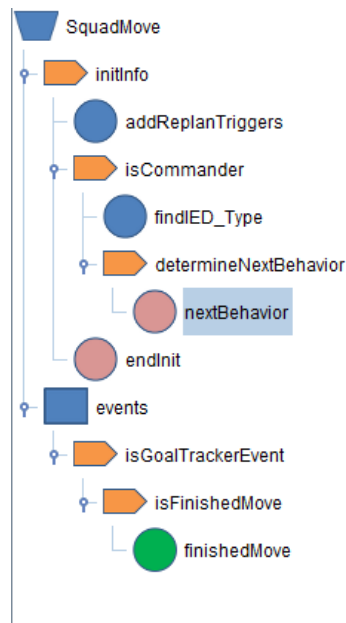 SquadMove
initInfo
addReplanTriggers
isCommander
findIED_Type
determineNextBehavior
nextBehavior
endInit
events
isGoalTrackerEvent
isFinishedMove
finishedMove